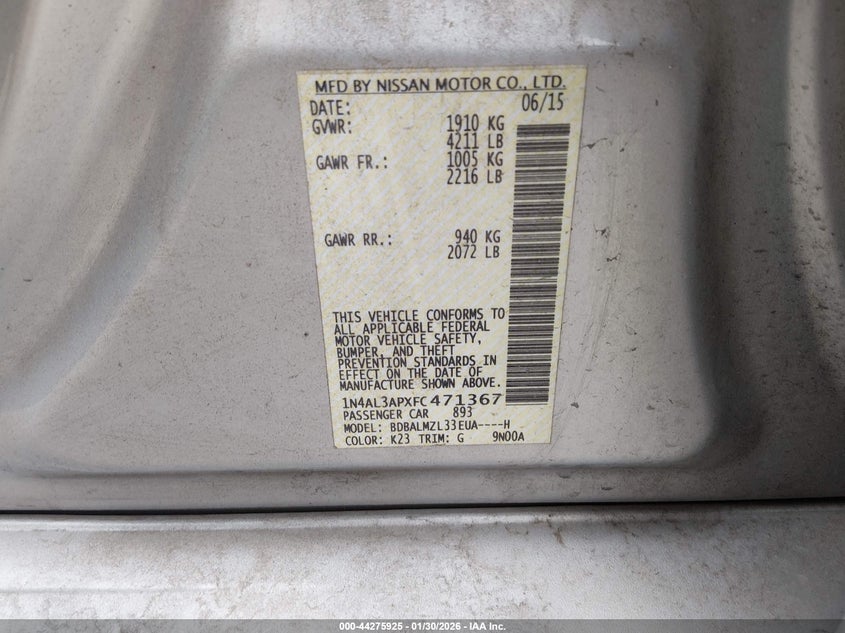 MFD BY NISSAN MOTOR CO., LTD.
DATE: 06/15
GVWR: 1910 KG
4211 LB
GAWR FR.: 1005 KG
2216 LB
GAWR RR.: 940 KG
2072 LB
THIS VEHICLE CONFORMS TO
ALL APPLICABLE FEDERAL
MOTOR VEHICLE SAFETY,
BUMPER, AND THEFT
PREVENTION STANDARDS IN
EFFECT ON THE DATE OF
MANUFACTURE SHOWN ABOVE.
1N4AL3APXFC471367
PASSENGER CAR 893
MODEL: BDBALMZL33EUA----H
COLOR: K23 TRIM: G 9N00A
000-44275925 - 01/30/2026 - IAA Inc.